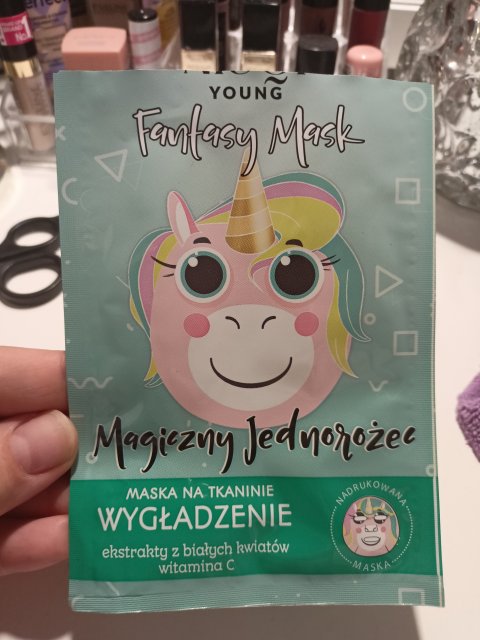 YOUNG
Fantasy Mask
Magiczny Jednorożec
MASKA NA TKANINIE
WYGŁADZENIE
ekstrakty z białych kwiatów
witamina C
NADRUKOWANA
MASKA